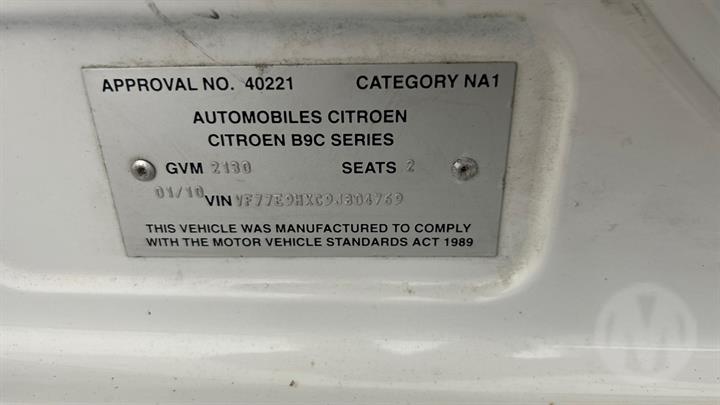 APPROVAL NO. 40221 CATEGORY NA1
AUTOMOBILES CITROEN
CITROEN B9C SERIES
GVM 2130 SEATS 2
01/10 VIN VF77E9HXC9J804769
THIS VEHICLE WAS MANUFACTURED TO COMPLY
WITH THE MOTOR VEHICLE STANDARDS ACT 1989
M